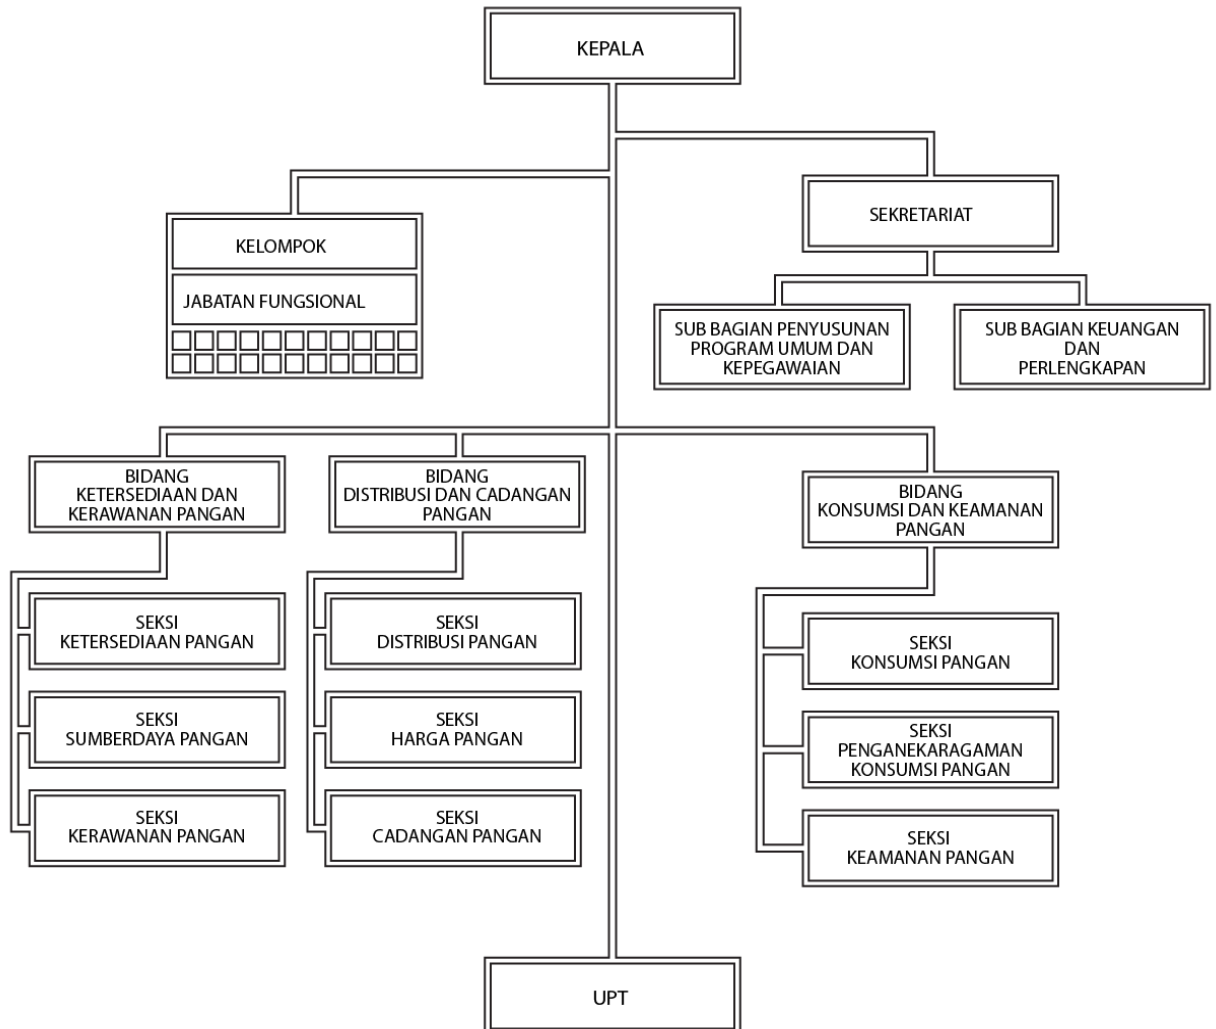 KEPALA
SEKRETARIAT
KELOMPOK
JABATAN FUNGSIONAL
SUB BAGIAN PENYUSUNAN
PROGRAM UMUM DAN
KEPEGAWAIAN
SUB BAGIAN KEUANGAN
DAN
PERLENGKAPAN
BIDANG
KETERSEDIAAN DAN
KERAWANAN PANGAN
BIDANG
DISTRIBUSI DAN CADANGAN
PANGAN
BIDANG
KONSUMSI DAN KEAMANAN
PANGAN
SEKSI
KETERSEDIAAN PANGAN
SEKSI
DISTRIBUSI PANGAN
SEKSI
KONSUMSI PANGAN
SEKSI
SUMBERDAYA PANGAN
SEKSI
HARGA PANGAN
SEKSI
PENGANEKARAGAMAN
KONSUMSI PANGAN
SEKSI
KERAWANAN PANGAN
SEKSI
CADANGAN PANGAN
SEKSI
KEAMANAN PANGAN
UPT